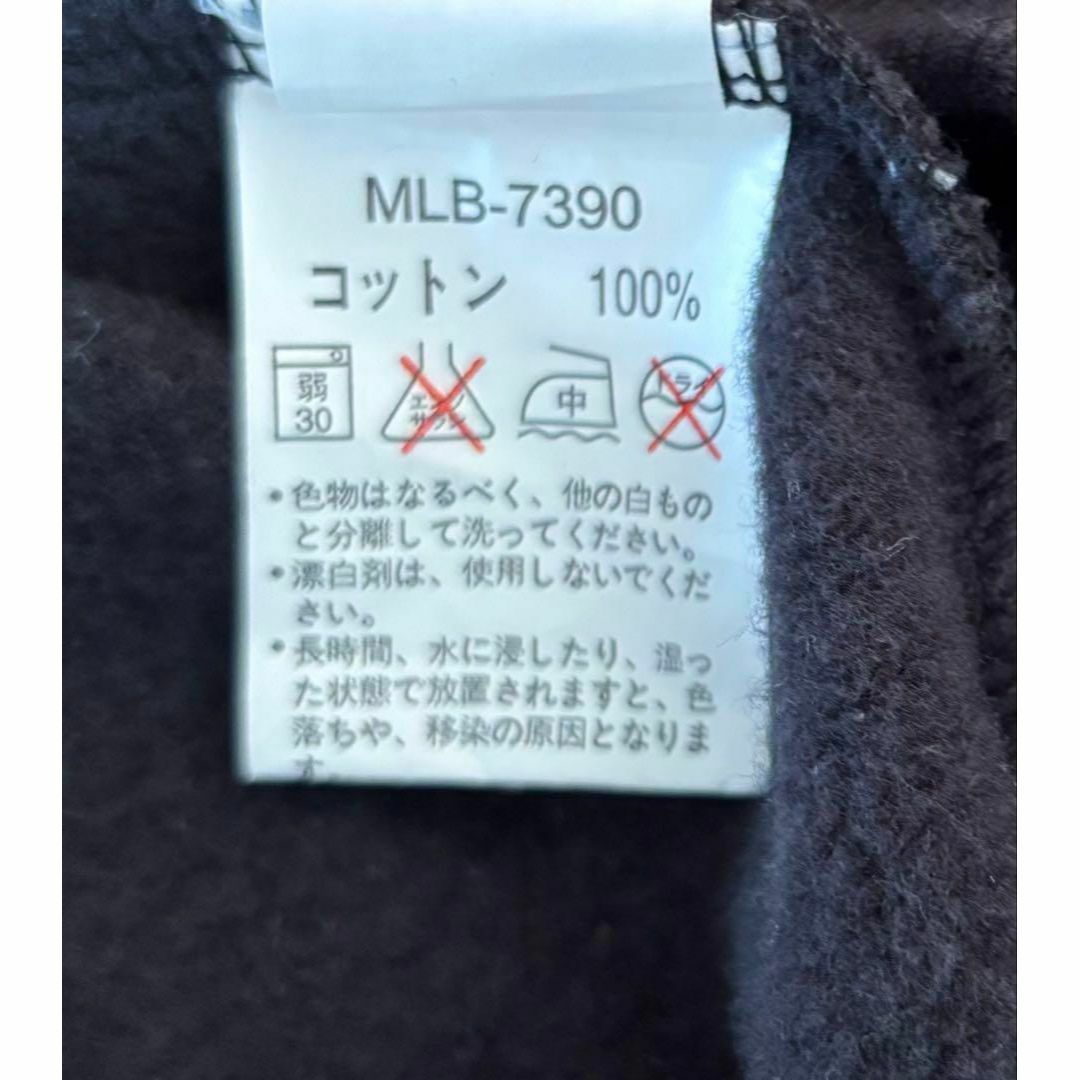 MLB-7390
コットン 100%
弱 エンソ サラシ 中 ドライ
30
•色物はなるべく、他の白もの
と分離して洗ってください。
•漂白剤は、使用しないでくだ
さい。
•長時間、水に浸したり、湿っ
た状態で放置されますと、色
落ちや、移染の原因となりま
す。